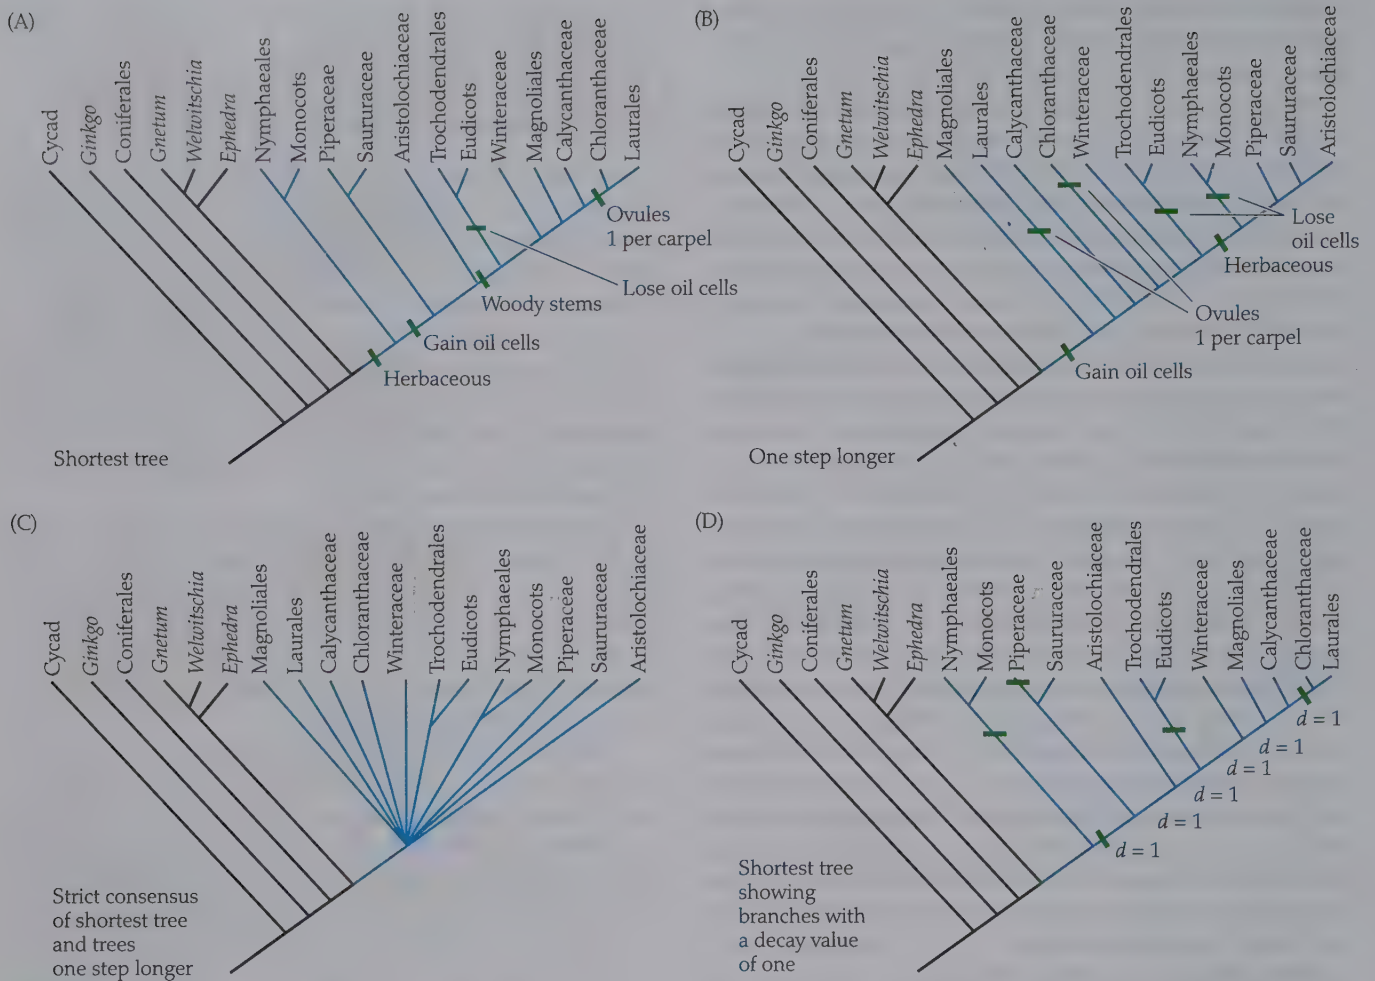 (A)
Cycad
Ginkgo
Coniferales
Gnetum
Welwitschia
Ephedra
Nymphaeales
Monocots
Piperaceae
Saururaceae
Aristolochiaceae
Trochodendrales
Eudicots
Winteraceae
Magnoliales
Calycanthaceae
Chloranthaceae
Laurales
Ovules
1 per carpel
Lose oil cells
Woody stems
Gain oil cells
Herbaceous
Shortest tree
(B)
Cycad
Ginkgo
Coniferales
Gnetum
Welwitschia
Ephedra
Magnoliales
Laurales
Calycanthaceae
Chloranthaceae
Winteraceae
Trochodendrales
Eudicots
Nymphaeales
Monocots
Piperaceae
Saururaceae
Aristolochiaceae
Lose
oil cells
Herbaceous
Ovules
1 per carpel
Gain oil cells
One step longer
(C)
Cycad
Ginkgo
Coniferales
Gnetum
Welwitschia
Ephedra
Magnoliales
Laurales
Calycanthaceae
Chloranthaceae
Winteraceae
Trochodendrales
Eudicots
Nymphaeales
Monocots
Piperaceae
Saururaceae
Aristolochiaceae
Strict consensus
of shortest tree
and trees
one step longer
(D)
Cycad
Ginkgo
Coniferales
Gnetum
Welwitschia
Ephedra
Nymphaeales
Monocots
Piperaceae
Saururaceae
Aristolochiaceae
Trochodendrales
Eudicots
Winteraceae
Magnoliales
Calycanthaceae
Chloranthaceae
Laurales
d = 1
d = 1
d = 1
d = 1
d = 1
d = 1
Shortest tree
showing
branches with
a decay value
of one